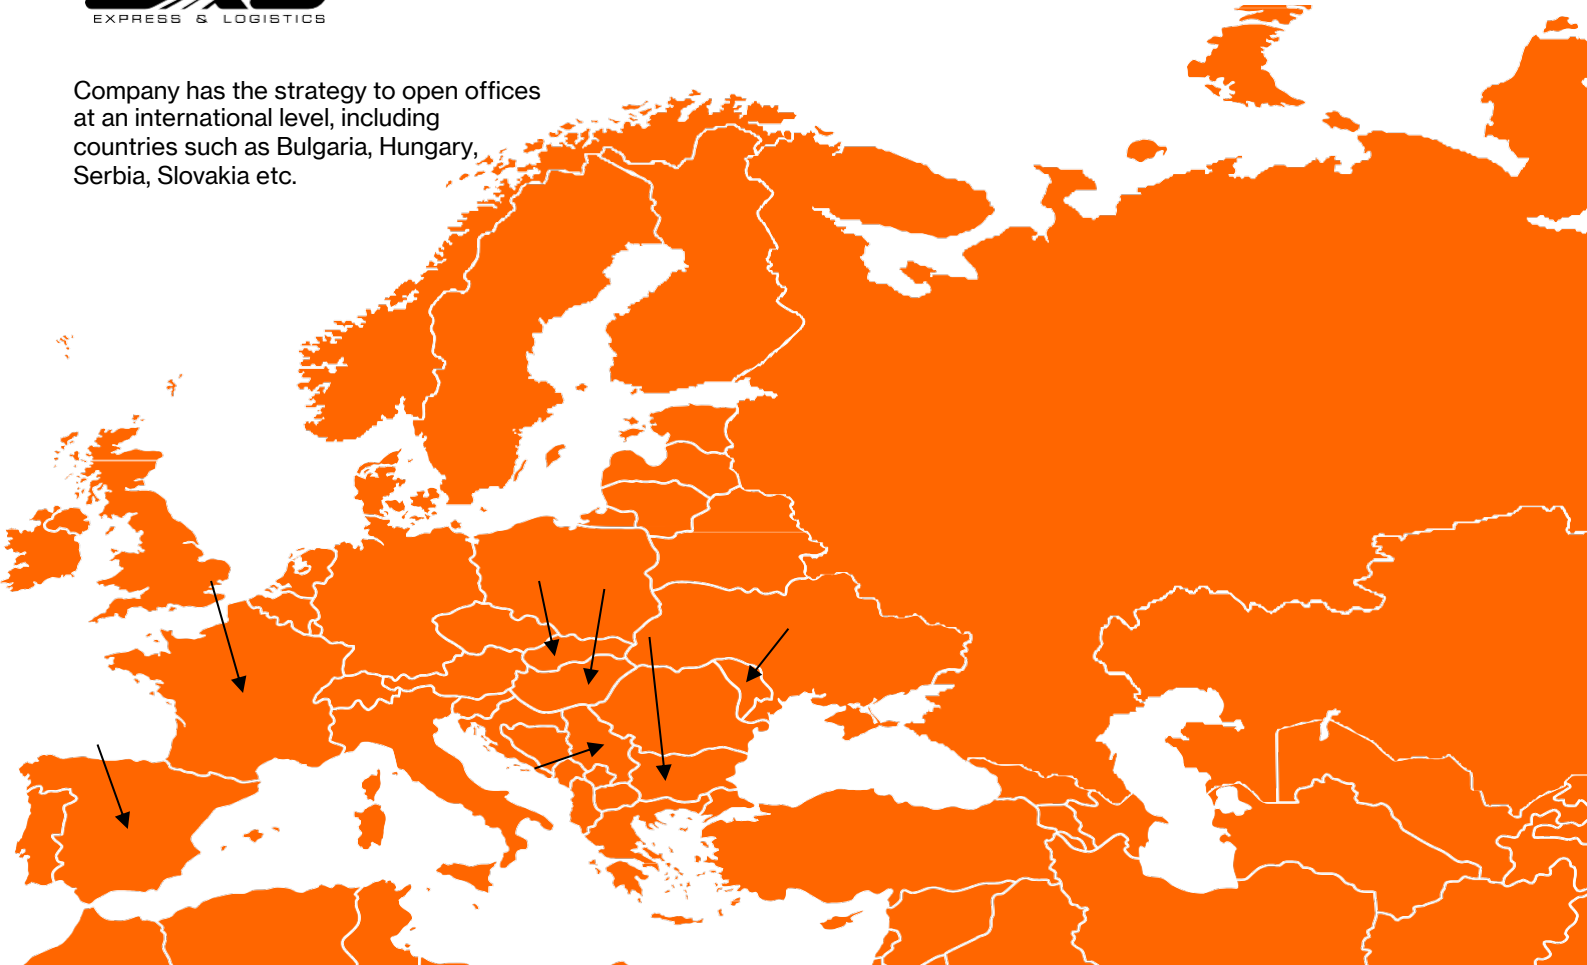 EXPRESS & LOGISTICS
Company has the strategy to open offices
at an international level, including
countries such as Bulgaria, Hungary,
Serbia, Slovakia etc.